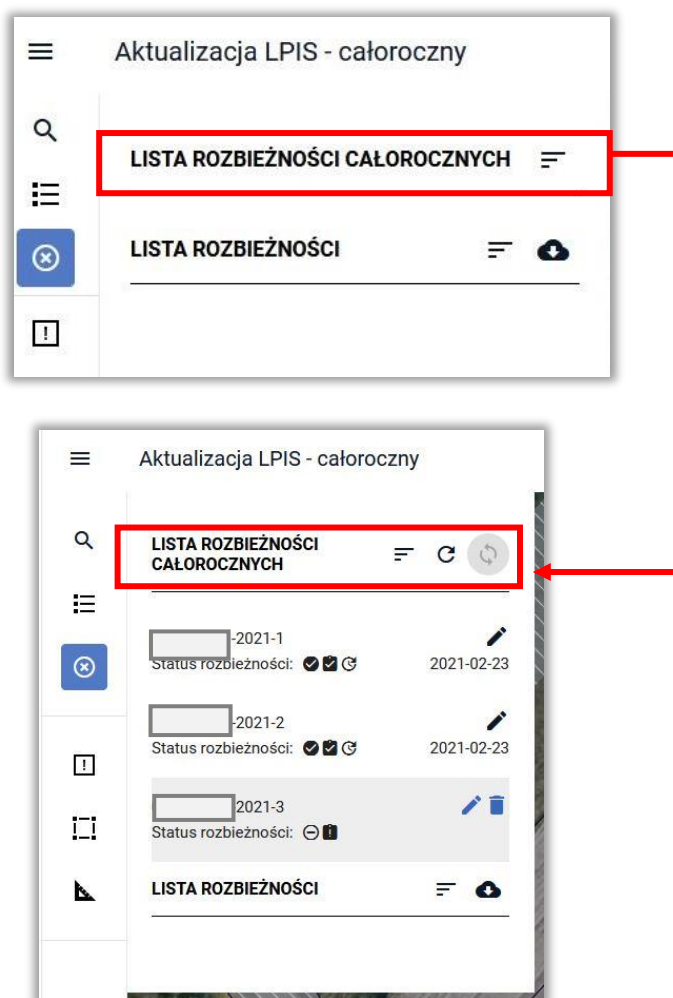 Aktualizacja LPIS - całoroczny
LISTA ROZBIEŻNOŚCI CAŁOROCZNYCH
LISTA ROZBIEŻNOŚCI
Aktualizacja LPIS - całoroczny
LISTA ROZBIEŻNOŚCI
CAŁOROCZNYCH
-2021-1
Status rozbieżności: 2021-02-23
-2021-2
Status rozbieżności: 2021-02-23
2021-3
Status rozbieżności:
LISTA ROZBIEŻNOŚCI